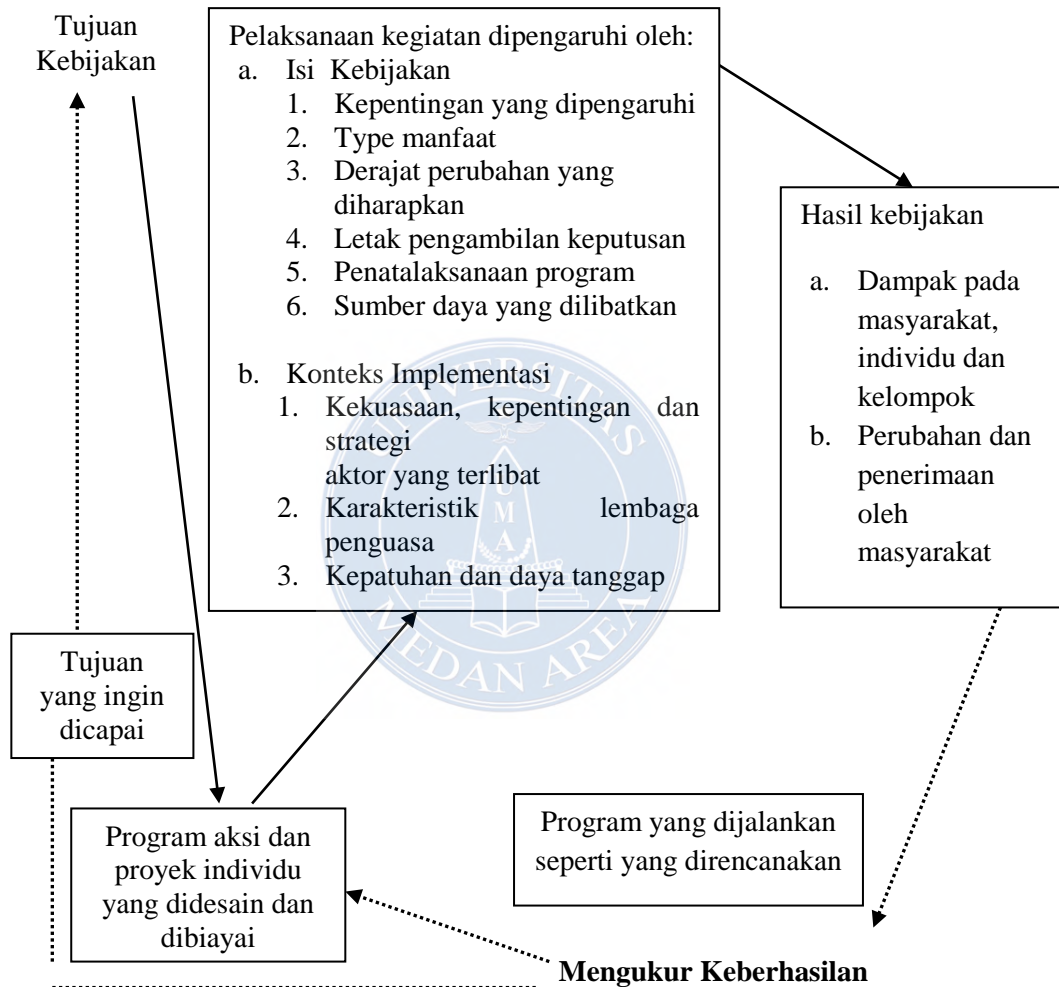 Tujuan
Kebijakan
Pelaksanaan kegiatan dipengaruhi oleh:
a. Isi Kebijakan
1. Kepentingan yang dipengaruhi
2. Type manfaat
3. Derajat perubahan yang
diharapkan
4. Letak pengambilan keputusan
5. Penatalaksanaan program
6. Sumber daya yang dilibatkan
b. Konteks Implementasi
1. Kekuasaan, kepentingan dan
strategi
aktor yang terlibat
2. Karakteristik lembaga
penguasa
3. Kepatuhan dan daya tanggap
Hasil kebijakan
a. Dampak pada
masyarakat,
individu dan
kelompok
b. Perubahan dan
penerimaan
oleh
masyarakat
Tujuan
yang ingin
dicapai
Program aksi dan
proyek individu
yang didesain dan
dibiayai
Program yang dijalankan
seperti yang direncanakan
Mengukur Keberhasilan
UNIVERSITAS
UMA
MEDAN AREA